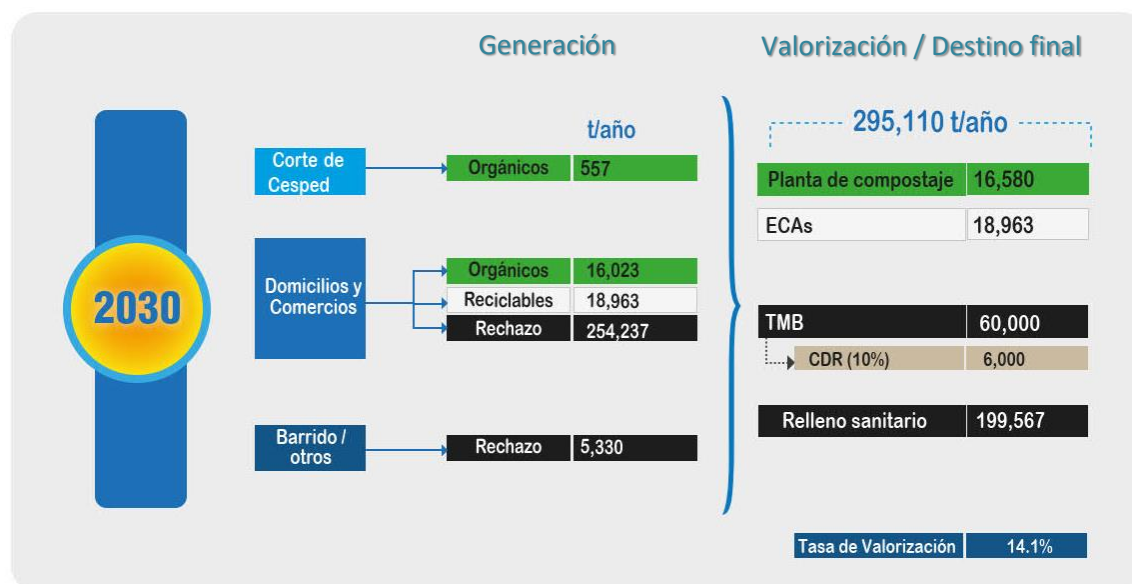 Generación
Valorización / Destino final
2030
t/año
Corte de
Cesped
Orgánicos 557
Domicilios y
Comercios
Orgánicos 16,023
Reciclables 18,963
Rechazo 254,237
Barrido /
otros
Rechazo 5,330
295,110 t/año
Planta de compostaje 16,580
ECAs 18,963
TMB 60,000
CDR (10%) 6,000
Relleno sanitario 199,567
Tasa de Valorización 14.1%